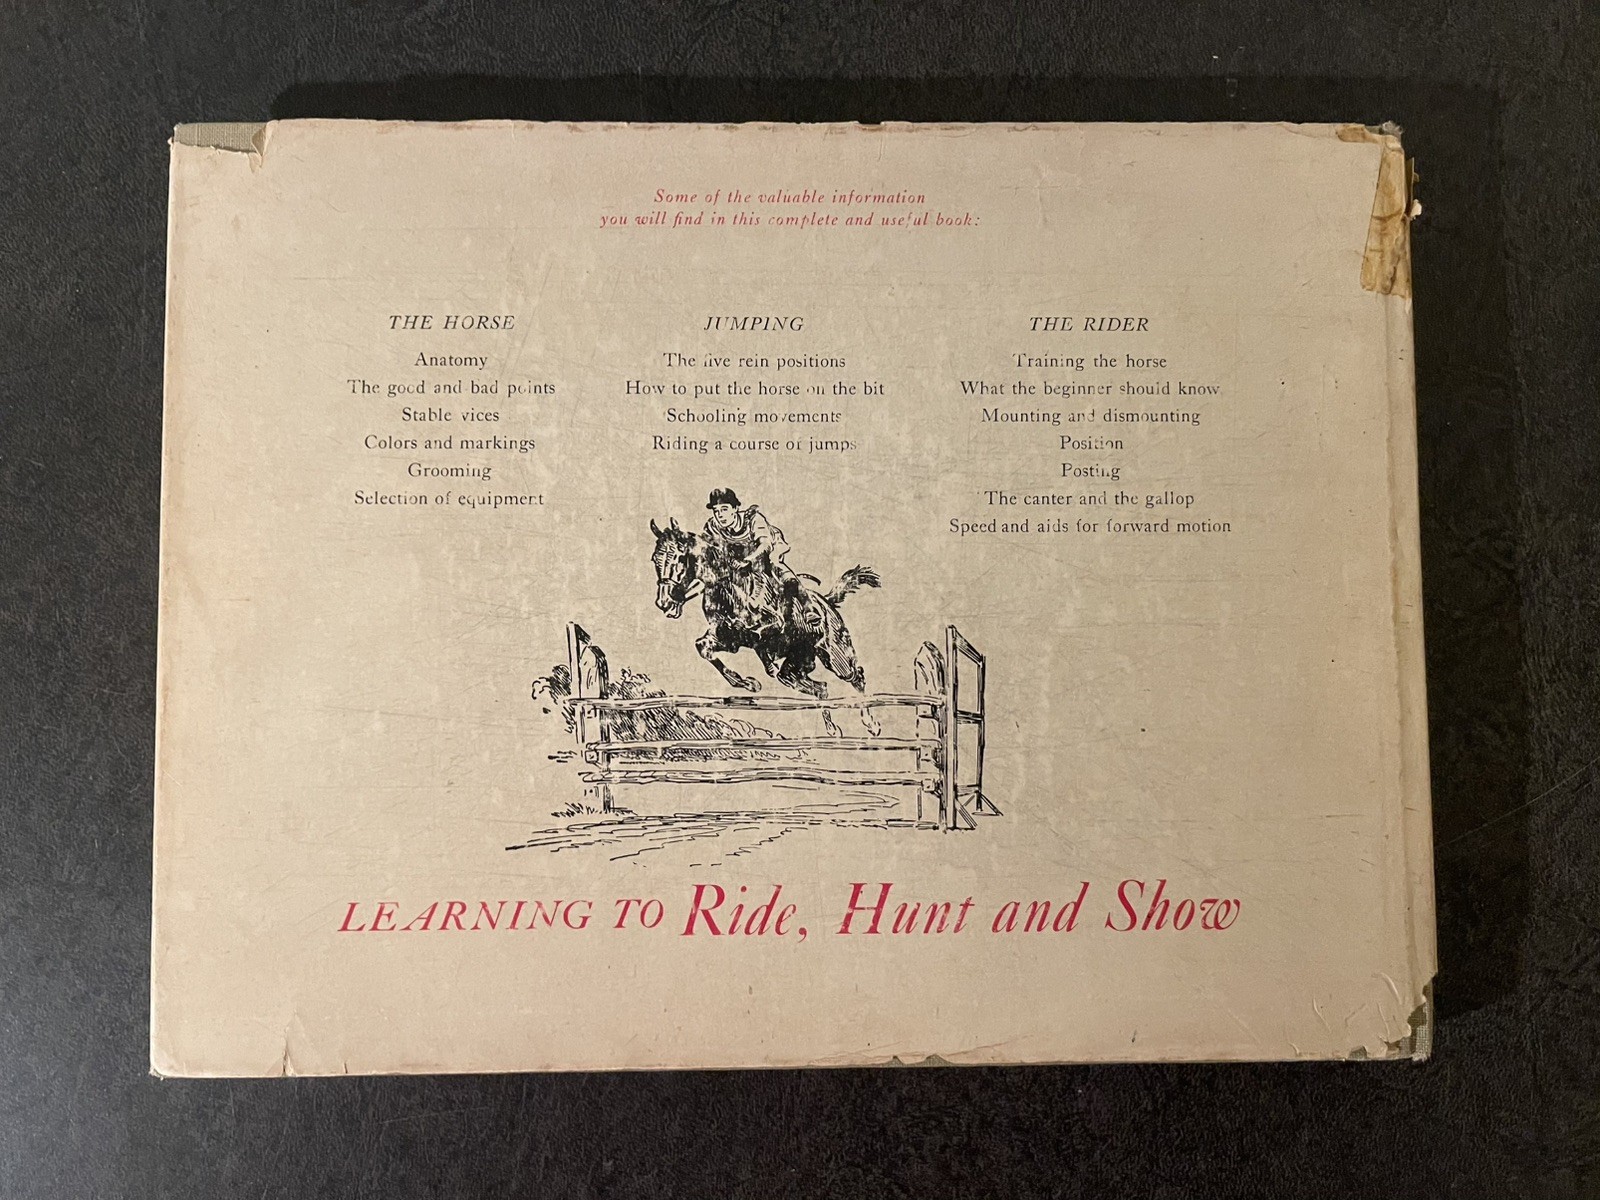 Some of the valuable information
you will find in this complete and useful book:
THE HORSE
Anatomy
The good and bad points
Stable vices
Colors and markings
Grooming
Selection of equipment
JUMPING
The five rein positions
How to put the horse on the bit
Schooling movements
Riding a course of jumps
THE RIDER
Training the horse
What the beginner should know
Mounting and dismounting
Position
Posting
The canter and the gallop
Speed and aids for forward motion
LEARNING TO Ride, Hunt and Show